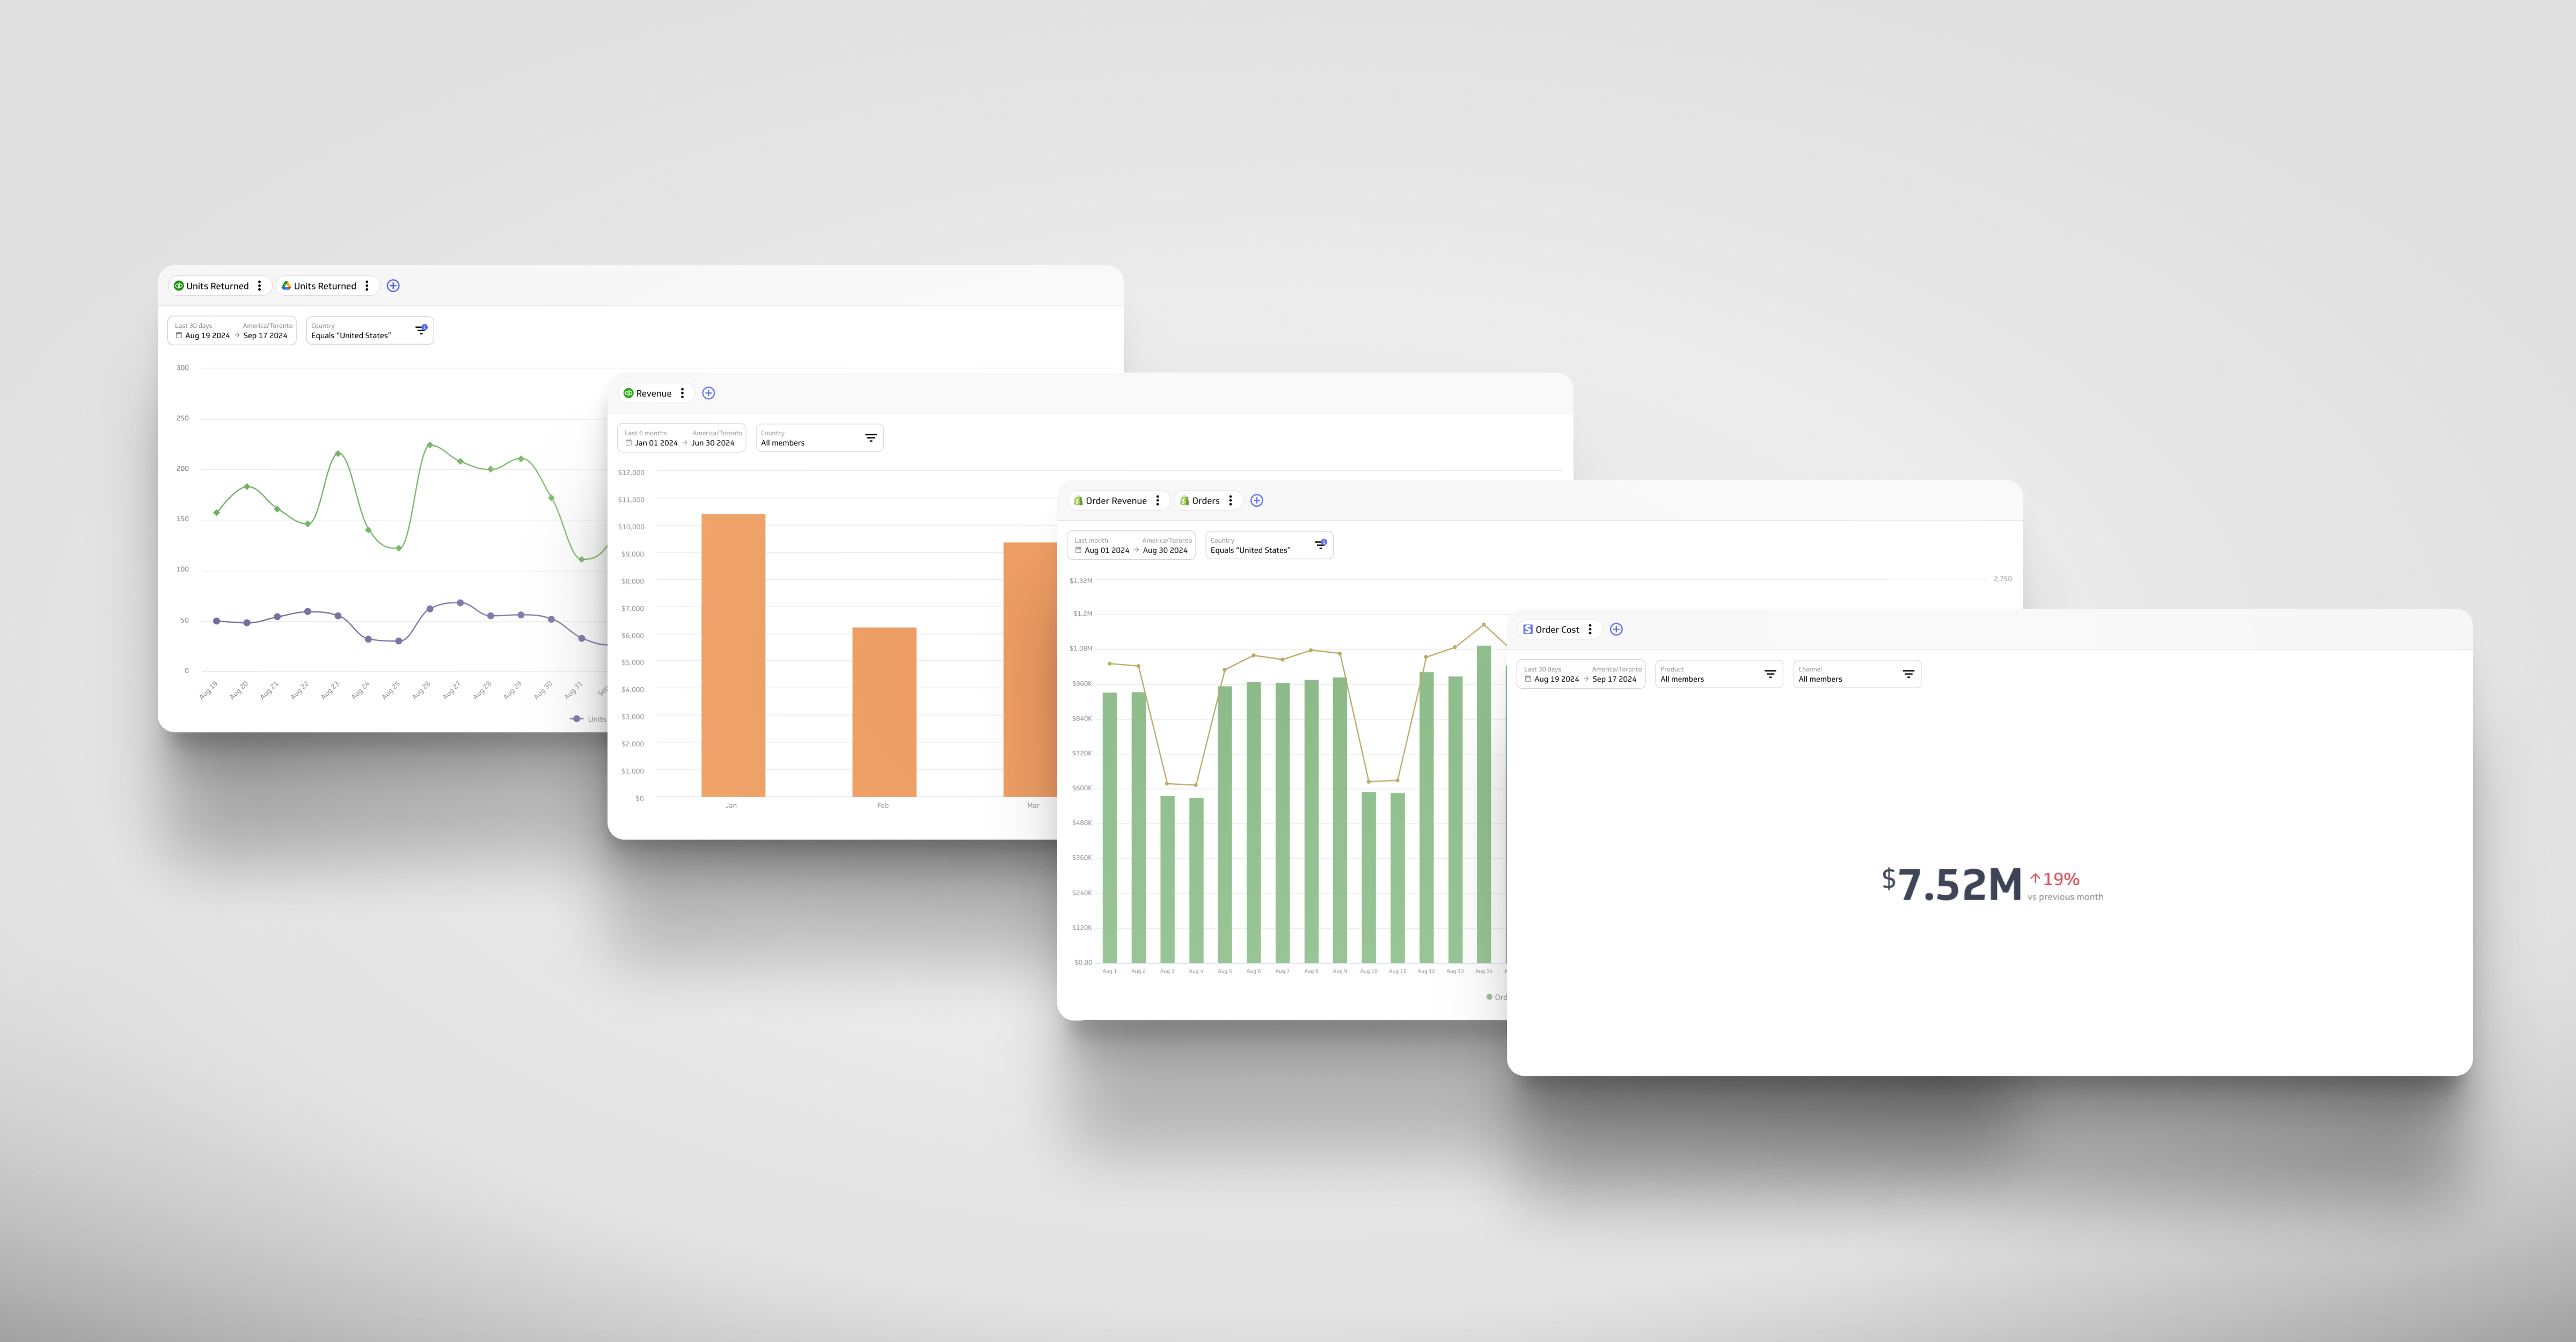 Units Returned
Units Returned
Last 30 days America/Toronto
Aug 19 2024 → Sep 17 2024
Country
Equals “United States”
300
250
200
150
100
50
0
Aug 19
Aug 20
Aug 21
Aug 22
Aug 23
Aug 24
Aug 25
Aug 26
Aug 27
Aug 28
Aug 29
Aug 30
Aug 31
Sep
Units
Revenue
Last 6 months America/Toronto
Jan 01 2024 → Jun 30 2024
Country
All members
$12,000
$11,000
$10,000
$9,000
$8,000
$7,000
$6,000
$5,000
$4,000
$3,000
$2,000
$1,000
$0
Jan
Feb
Mar
Order Revenue
Orders
Last month America/Toronto
Aug 01 2024 → Aug 30 2024
Country
Equals “United States”
$1.32M
$1.2M
$1.08M
$960K
$840K
$720K
$600K
$480K
$360K
$240K
$120K
$0.00
2,750
Aug 1
Aug 2
Aug 3
Aug 4
Aug 5
Aug 6
Aug 7
Aug 8
Aug 9
Aug 10
Aug 11
Aug 12
Aug 13
Aug 14
Ord
Order Cost
Last 30 days America/Toronto
Aug 19 2024 → Sep 17 2024
Product
All members
Channel
All members
$7.52M ↑19%
vs previous month